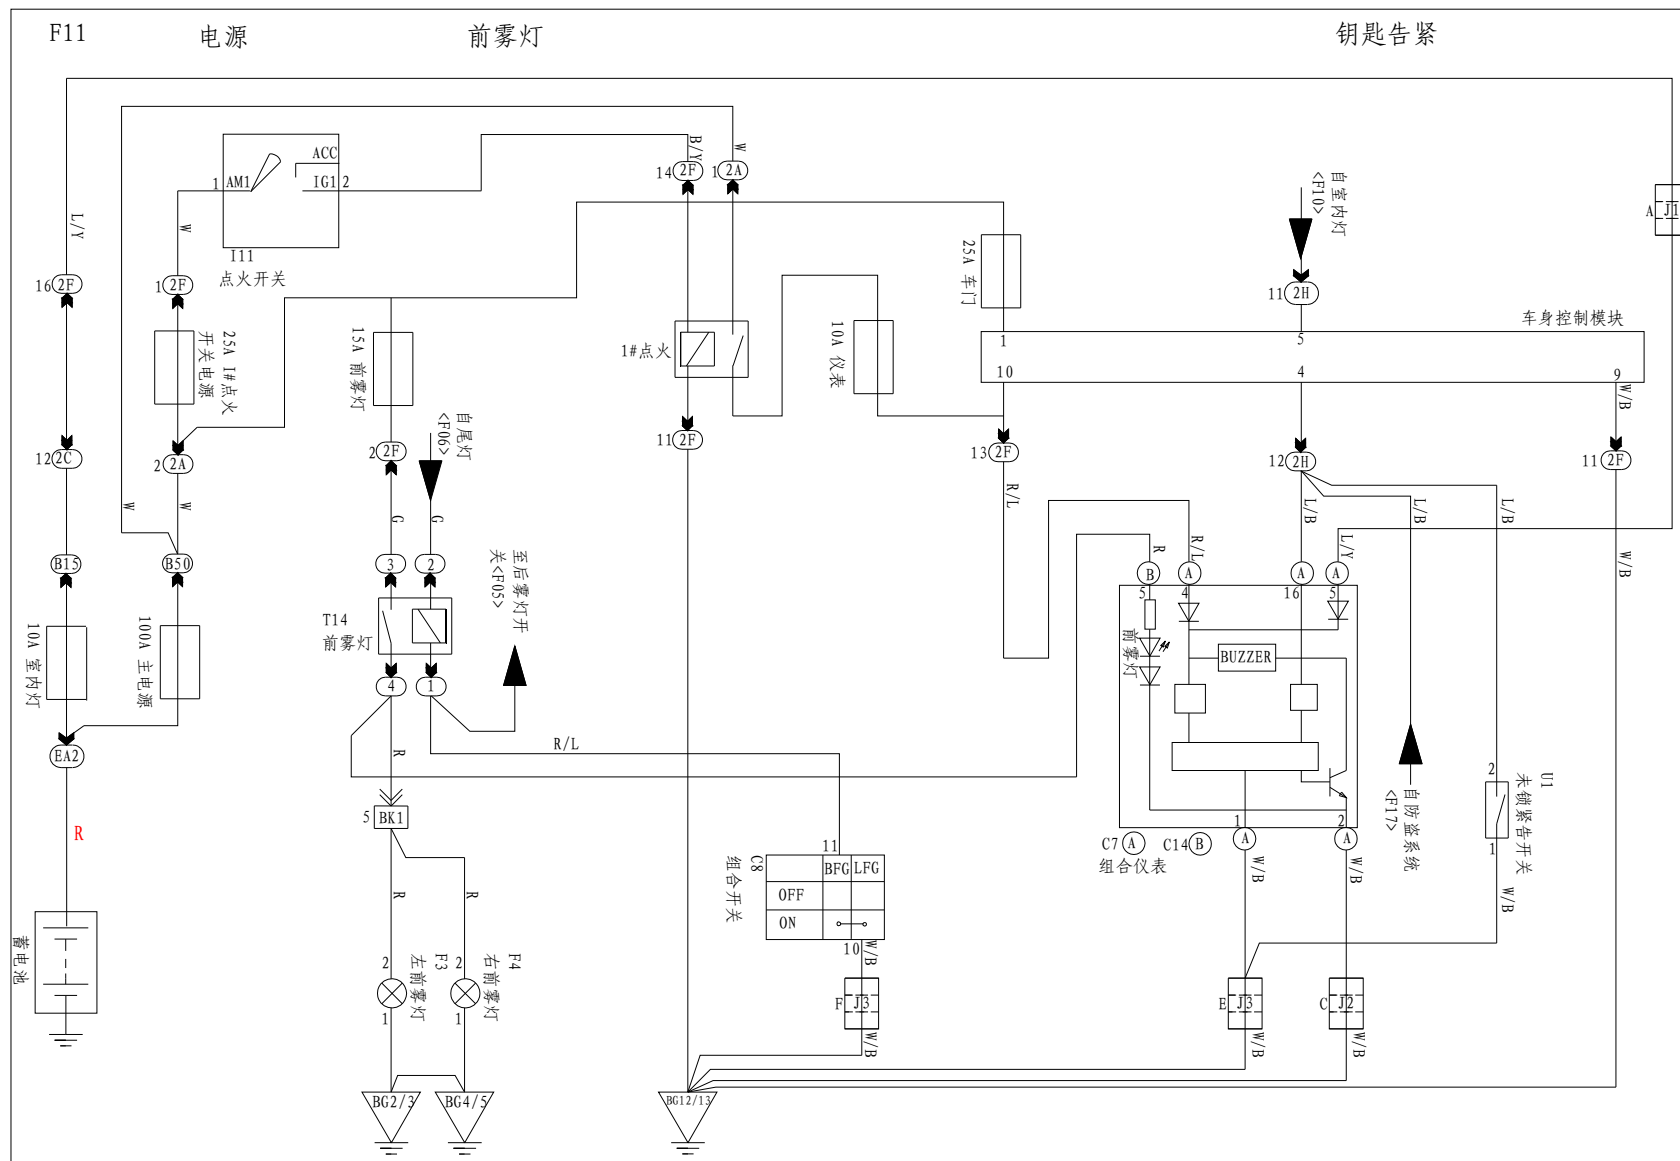 F11
电源
前雾灯
钥匙告紧
ACC
AM1
IG1
1
2
I11
点火开关
L/Y
W
16 2F
1 2F
25A I#点火
开关电源
12 2C
2 2A
W
W
B15
B50
10A 室内灯
100A 主电源
EA2
R
蓄电池
15A 前雾灯
2 2F
自尾灯
<F06>
G
G
3
2
T14
前雾灯
4
1
至后雾灯开
关<F05>
R
R/L
5 BK1
R
R
2
2
F3
左前雾灯
F4
右前雾灯
1
1
BG2/3
BG4/5
B/Y
W
14 2F
1 2A
1#点火
11 2F
10A 仪表
25A 车门
自室内灯
<F10>
11 2H
A J1
车身控制模块
1
5
10
4
9
W/B
13 2F
12 2H
11 2F
R/L
L/B
L/B
L/B
W/B
R
R/L
L/Y
B
A
A
A
5
4
16
5
前雾灯
BUZZER
1
2
A
A
C7 A
C14 B
组合仪表
W/B
W/B
自防盗系统
<F17>
2
U1
未锁紧告开关
1
W/B
C8
组合开关
11
BFG LFG
OFF
ON
10
W/B
F J3
W/B
E J3
W/B
C J2
W/B
BG12/13